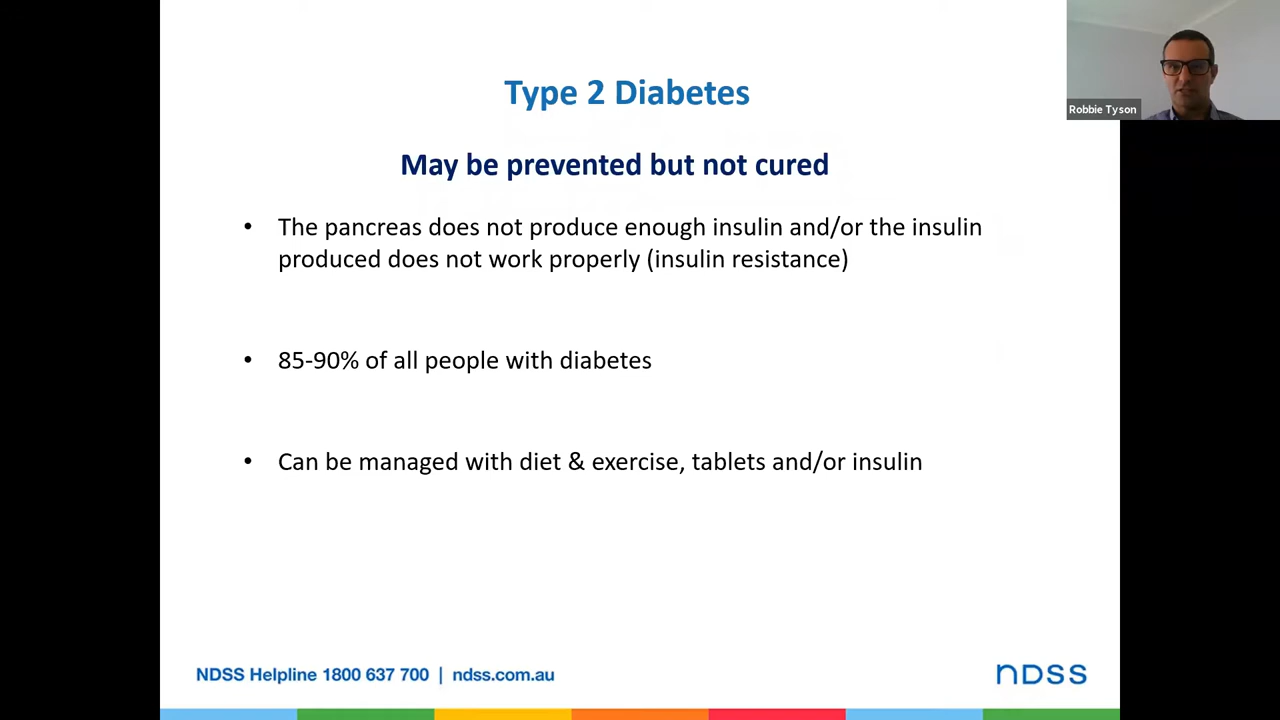 Type 2 Diabetes
Robbie Tyson
May be prevented but not cured
• The pancreas does not produce enough insulin and/or the insulin
produced does not work properly (insulin resistance)
• 85-90% of all people with diabetes
• Can be managed with diet & exercise, tablets and/or insulin
NDSS Helpline 1800 637 700 | ndss.com.au
ndss